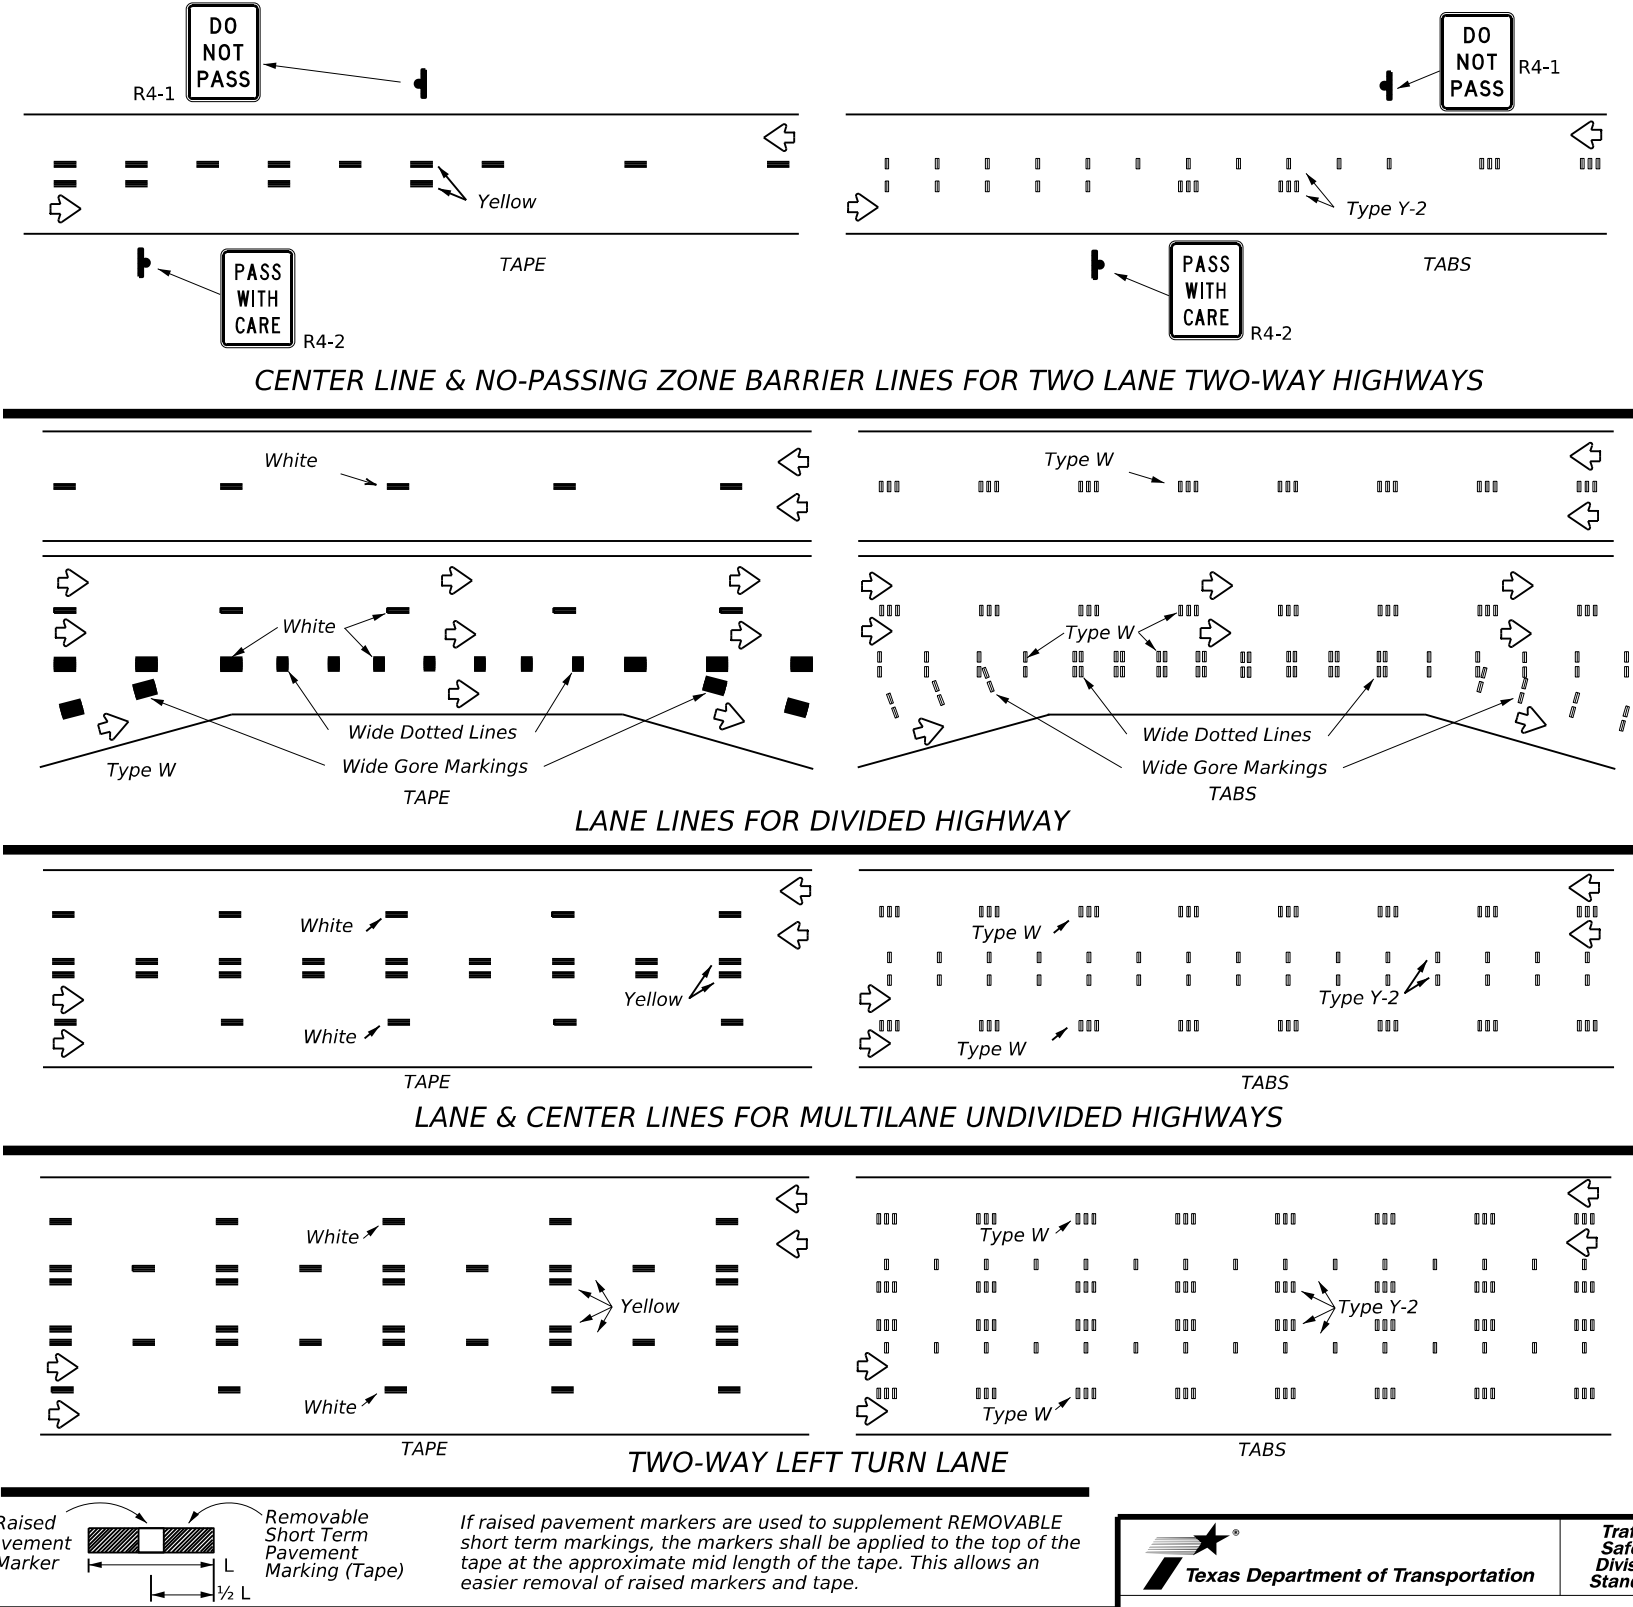 DO
NOT
PASS
R4-1
DO
NOT
PASS
R4-1
Yellow
Type Y-2
PASS
WITH
CARE
R4-2
TAPE
PASS
WITH
CARE
R4-2
TABS
CENTER LINE & NO-PASSING ZONE BARRIER LINES FOR TWO LANE TWO-WAY HIGHWAYS
White
Type W
White
Type W
Wide Dotted Lines
Wide Gore Markings
Type W
TAPE
Wide Dotted Lines
Wide Gore Markings
TABS
LANE LINES FOR DIVIDED HIGHWAY
White
Yellow
White
TAPE
Type W
Type Y-2
Type W
TABS
LANE & CENTER LINES FOR MULTILANE UNDIVIDED HIGHWAYS
White
Yellow
White
TAPE
Type W
Type Y-2
Type W
TABS
TWO-WAY LEFT TURN LANE
Raised
vement
Marker
L
½ L
Removable
Short Term
Pavement
Marking (Tape)
If raised pavement markers are used to supplement REMOVABLE
short term markings, the markers shall be applied to the top of the
tape at the approximate mid length of the tape. This allows an
easier removal of raised markers and tape.
®
Texas Department of Transportation
Traf
Safe
Divis
Stand